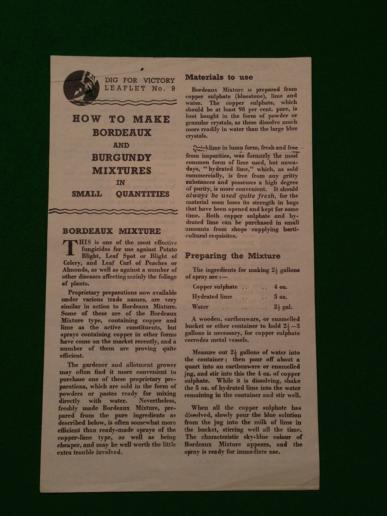 DIG FOR VICTORY
LEAFLET No. 9
HOW TO MAKE
BORDEAUX
AND
BURGUNDY
MIXTURES
IN
SMALL QUANTITIES
BORDEAUX MIXTURE
THIS is one of the most effective
fungicides for use against Potato
Blight, Leaf Spot or Blight of
Celery, and Leaf Curl of Peaches or
Almonds, as well as against a number of
other diseases affecting mainly the foliage
of plants.
Proprietary preparations now available
under various trade names, are very
similar in action to Bordeaux Mixture.
Some of these are of the Bordeaux
Mixture type, containing copper and
lime as the active constituents, but
sprays containing copper in other forms
have come on the market recently, and a
number of them are proving quite
efficient.
The gardener and allotment grower
may often find it more convenient to
purchase one of these proprietary pre-
parations, which are sold in the form of
powders or pastes ready for mixing
directly with water. Nevertheless,
freshly made Bordeaux Mixture, pre-
pared from the pure ingredients as
described below, is often somewhat more
efficient than ready-made sprays of the
copper-lime type, as well as being
cheaper, and may be well worth the little
extra trouble involved.
Materials to use
Bordeaux Mixture is prepared from
copper sulphate (bluestone), lime and
water. The copper sulphate, which
should be at least 98 per cent. pure, is
best bought in the form of powder or
granular crystals, as these dissolve much
more readily in water than the large blue
crystals.
Quicklime in lump form, fresh and free
from impurities, was formerly the most
common form of lime used, but nowa-
days, "hydrated lime," which, as sold
commercially, is free from any gritty
substances and possesses a high degree
of purity, is more convenient. It should
always be used quite fresh, for the
material soon loses its strength in bags
that have been opened and kept for some
time. Both copper sulphate and hy-
drated lime can be purchased in small
amounts from shops supplying horti-
cultural requisites.
Preparing the Mixture
The ingredients for making 2½ gallons
of spray are :—
Copper sulphate .. .. 4 oz.
Hydrated lime 5 oz.
Water .. .. 2½ gal.
A wooden, earthenware, or enamelled
bucket or other container to hold 2½—3
gallons is necessary, for copper sulphate
corrodes metal vessels.
Measure out 2½ gallons of water into
the container; then pour off about a
quart into an earthenware or enamelled
jug, and stir into this the 4 oz. of copper
sulphate. While it is dissolving, shake
the 5 oz. of hydrated lime into the water
remaining in the container and stir well.
When all the copper sulphate has
dissolved, slowly pour the blue solution
from the jug into the milk of lime in
the bucket, stirring well all the time.
The characteristic sky-blue colour of
Bordeaux Mixture appears, and the
spray is ready for immediate use.